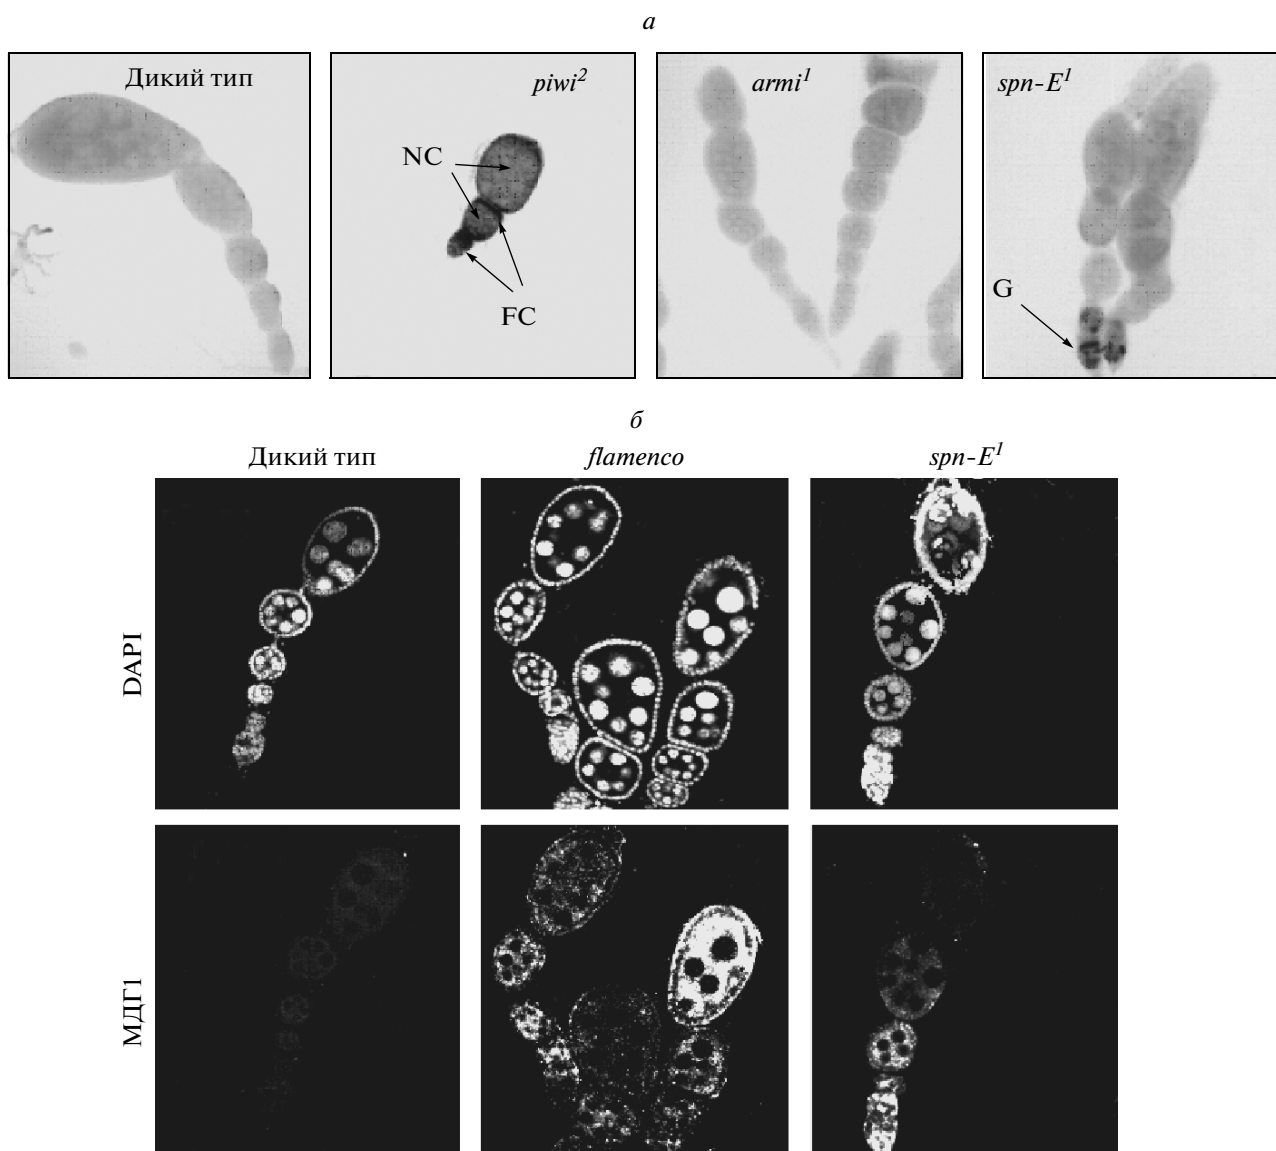 а
Дикий тип
piwi²
armi¹
spn-E¹
NC
FC
G
б
Дикий тип
flamenco
spn-E¹
DAPI
МДГ1